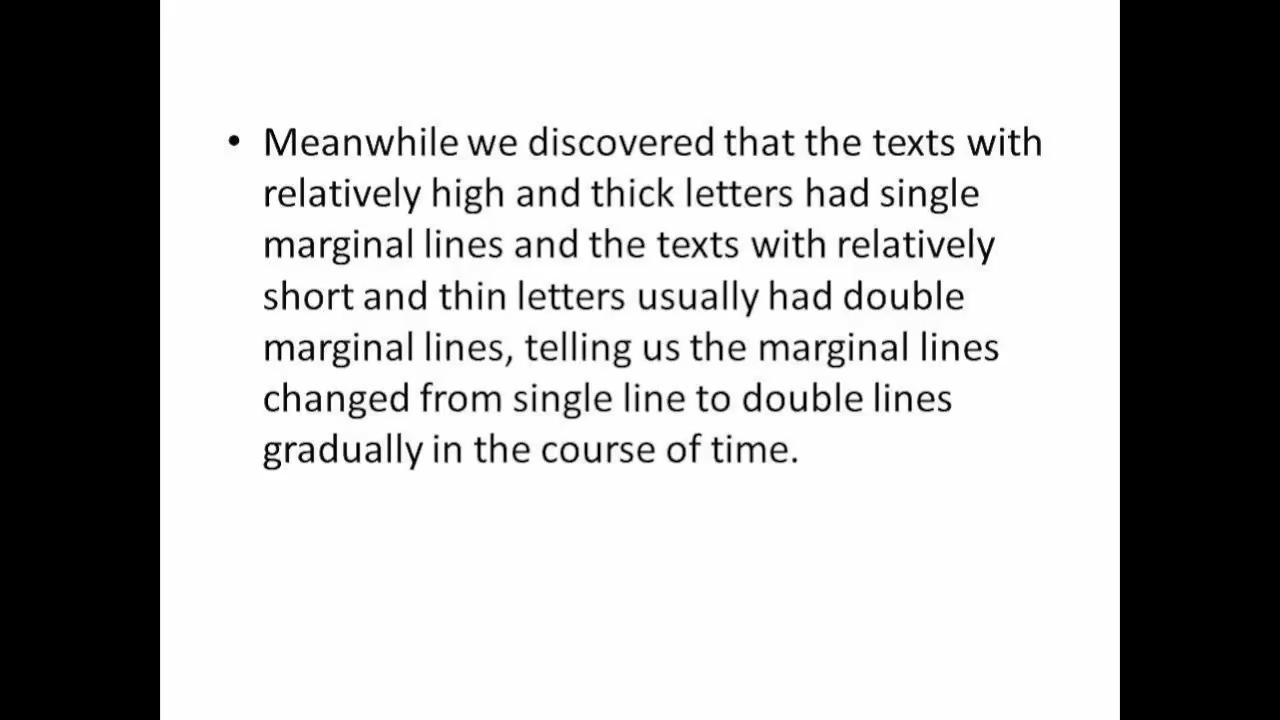 • Meanwhile we discovered that the texts with
relatively high and thick letters had single
marginal lines and the texts with relatively
short and thin letters usually had double
marginal lines, telling us the marginal lines
changed from single line to double lines
gradually in the course of time.